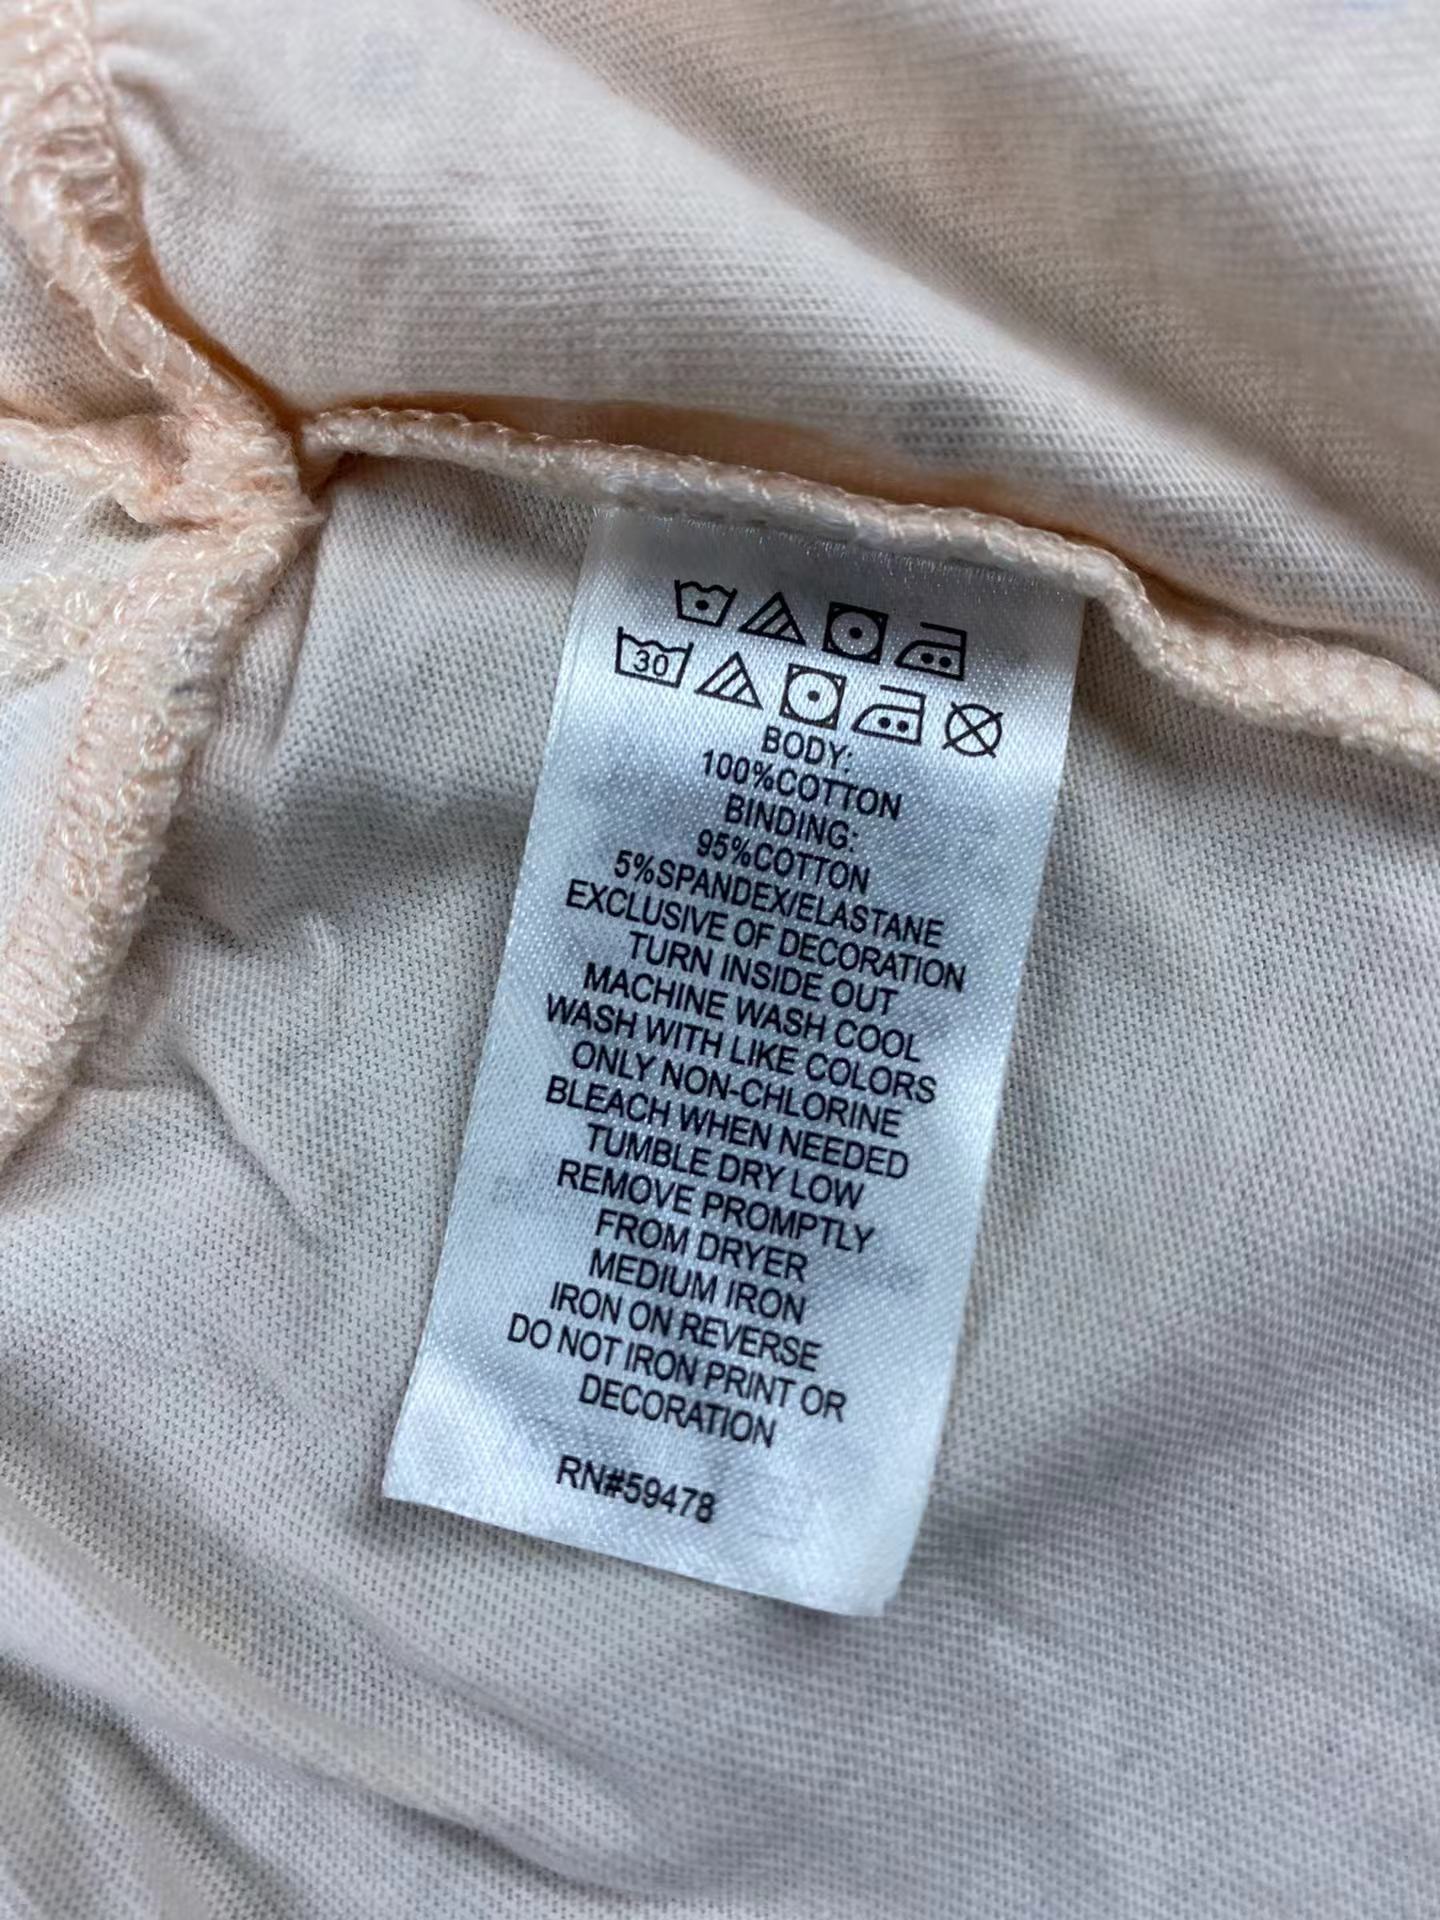 30
BODY:
100%COTTON
BINDING:
95%COTTON
5%SPANDEX/ELASTANE
EXCLUSIVE OF DECORATION
TURN INSIDE OUT
MACHINE WASH COOL
WASH WITH LIKE COLORS
ONLY NON-CHLORINE
BLEACH WHEN NEEDED
TUMBLE DRY LOW
REMOVE PROMPTLY
FROM DRYER
MEDIUM IRON
IRON ON REVERSE
DO NOT IRON PRINT OR
DECORATION
RN#59478